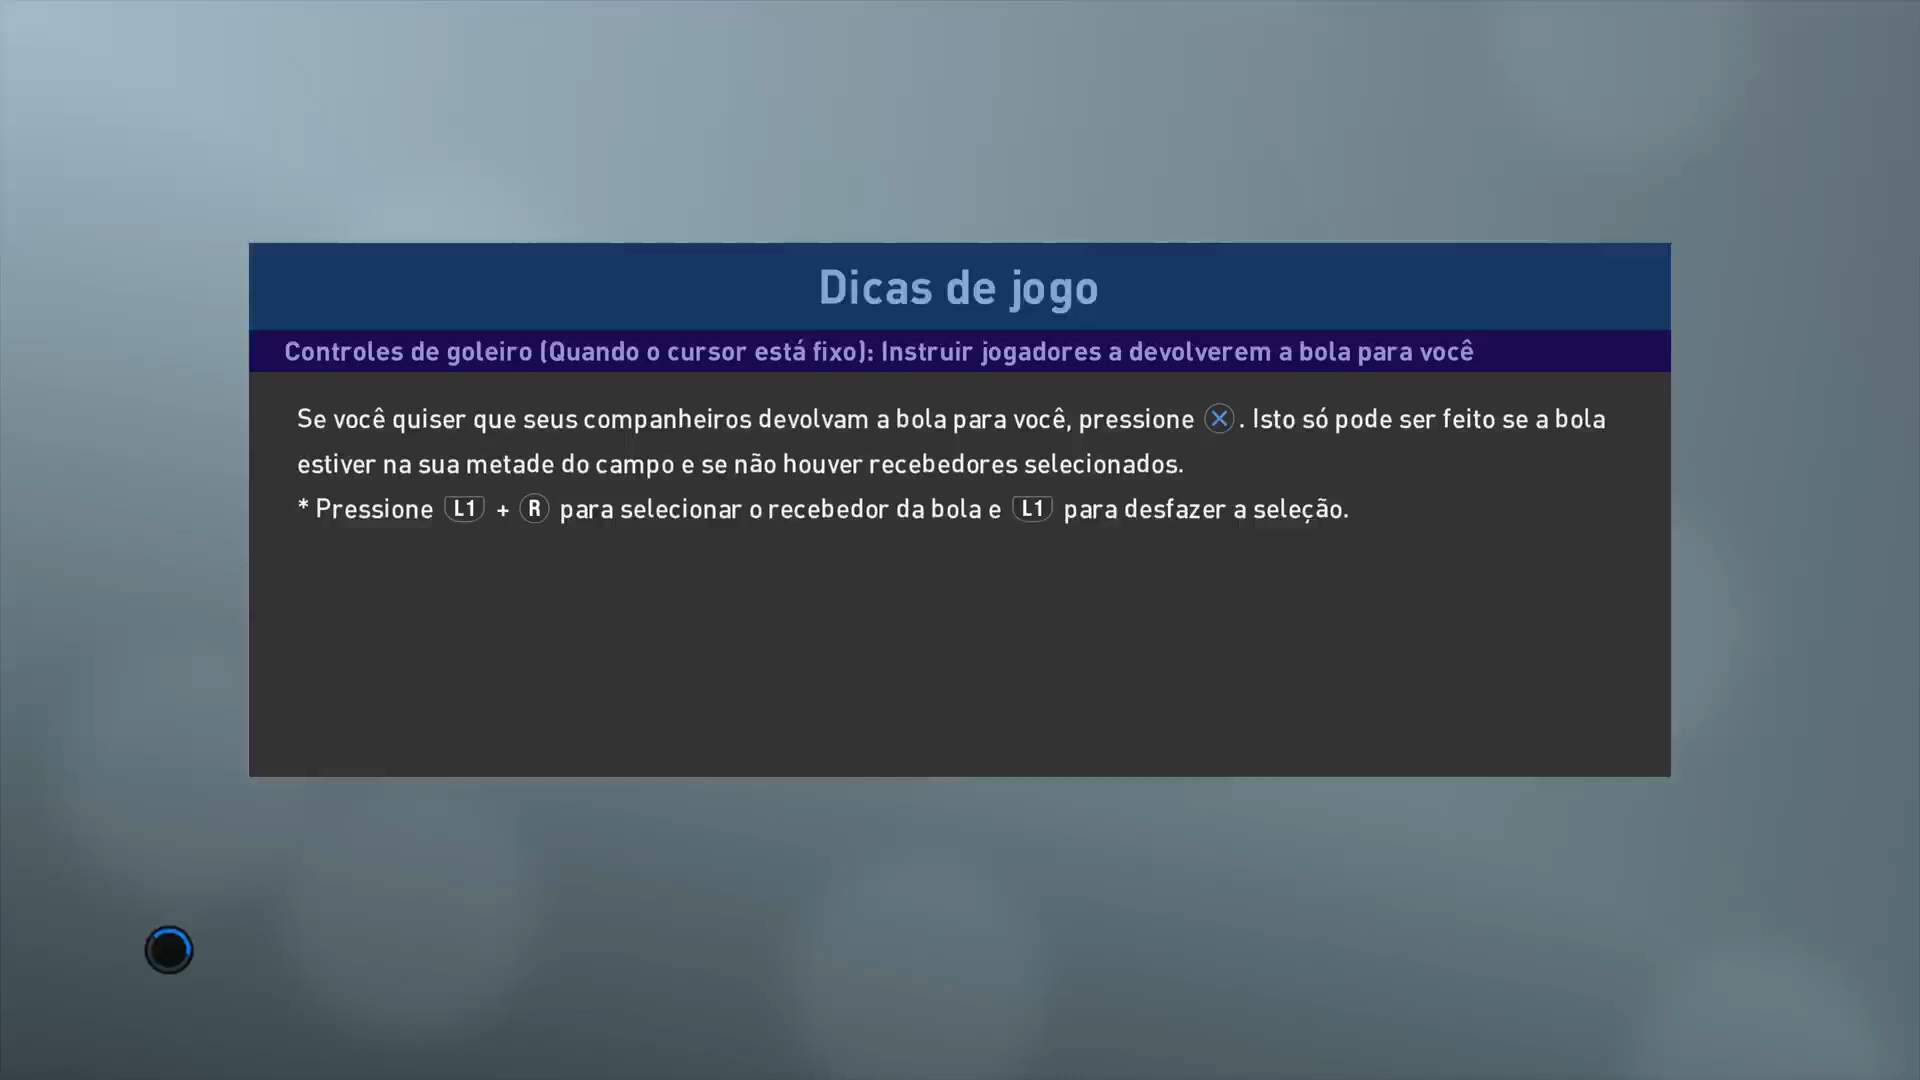 Dicas de jogo
Controles de goleiro (Quando o cursor está fixo): Instruir jogadores a devolverem a bola para você
Se você quiser que seus companheiros devolvam a bola para você, pressione ⓧ. Isto só pode ser feito se a bola
estiver na sua metade do campo e se não houver recebedores selecionados.
* Pressione L1 + R para selecionar o recebedor da bola e L1 para desfazer a seleção.